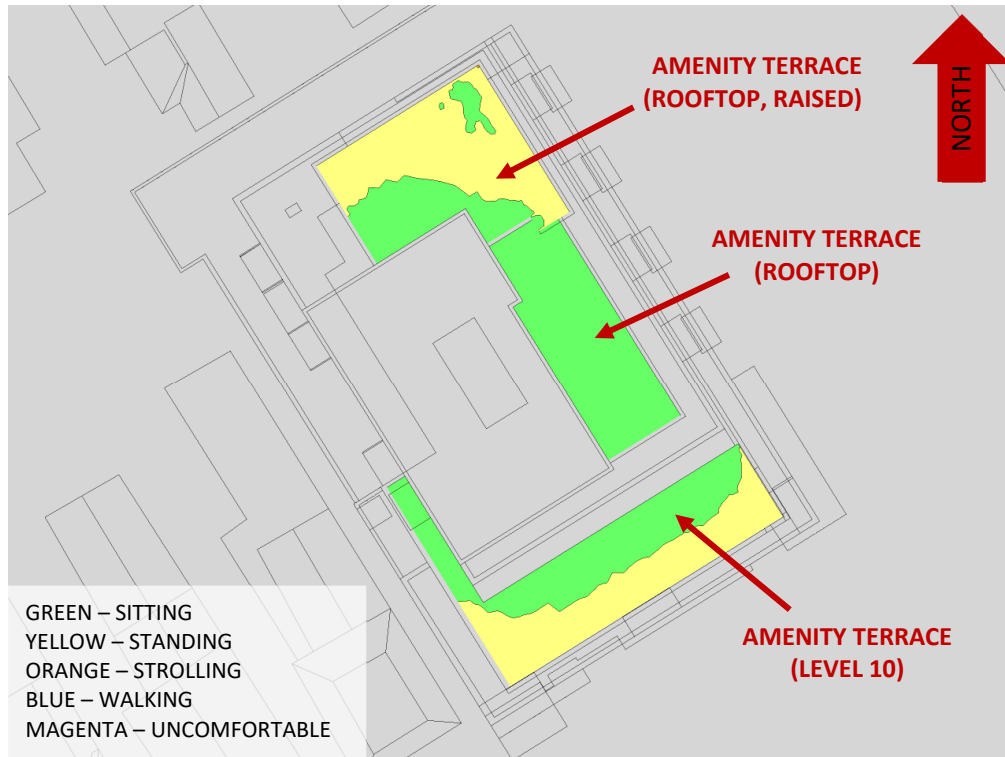 AMENITY TERRACE
(ROOFTOP, RAISED)
NORTH
AMENITY TERRACE
(ROOFTOP)
AMENITY TERRACE
(LEVEL 10)
GREEN – SITTING
YELLOW – STANDING
ORANGE – STROLLING
BLUE – WALKING
MAGENTA – UNCOMFORTABLE